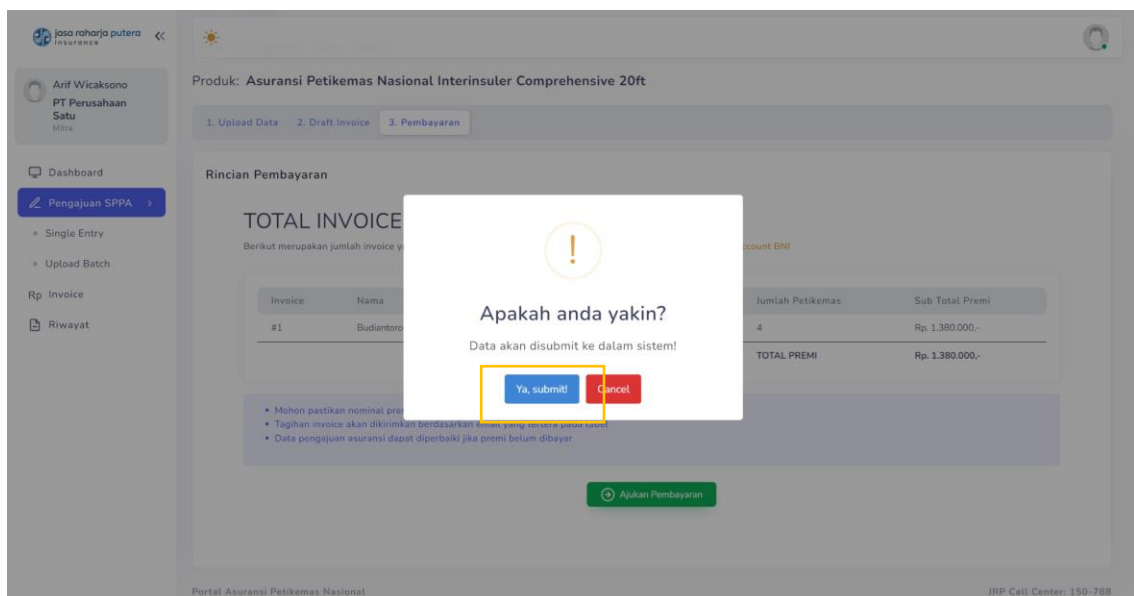 jasa raharja putera
insurance
Arif Wicaksono
PT Perusahaan
Satu
Mitra
Dashboard
Pengajuan SPPA
Single Entry
Upload Batch
Rp Invoice
Riwayat
Produk: Asuransi Petikemas Nasional Interinsuler Comprehensive 20ft
1. Upload Data 2. Draft Invoice 3. Pembayaran
Rincian Pembayaran
TOTAL INVOICE
Berikut merupakan jumlah invoice
ccount BNI
Invoice Nama Jumlah Petikemas Sub Total Premi
#1 Budiantoro 4 Rp. 1.380.000,-
TOTAL PREMI Rp. 1.380.000,-
!
Apakah anda yakin?
Data akan disubmit ke dalam sistem!
Ya, submit! Cancel
Mohon pastikan nominal
Tagihan invoice akan dikirimkan berdasarkan email yang tertera pada tabel
Data pengajuan asuransi dapat diperbaiki jika premi belum dibayar
Ajukan Pembayaran
Portal Asuransi Petikemas Nasional
JRP Call Center: 150-788